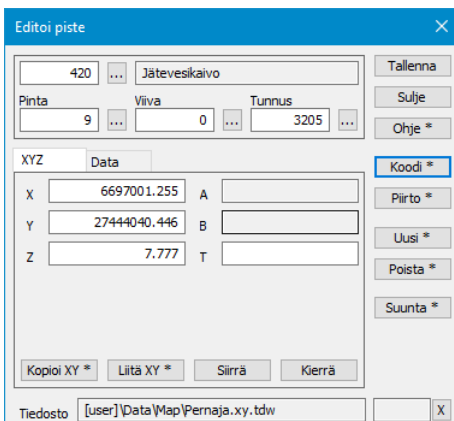 Editoi piste
420 ... Jätevesikaivo
Pinta Viiva Tunnus
9 ... 0 ... 3205 ...
Tallenna
Sulje
Ohje *
XYZ Data
X 6697001.255 A
Y 27444040.446 B
Z 7.777 T
Koodi *
Piirto *
Uusi *
Poista *
Suunta *
Kopioi XY * Liitä XY * Siirrä Kierrä
Tiedosto [user]\Data\Map\Pernaja.xy.tdw X